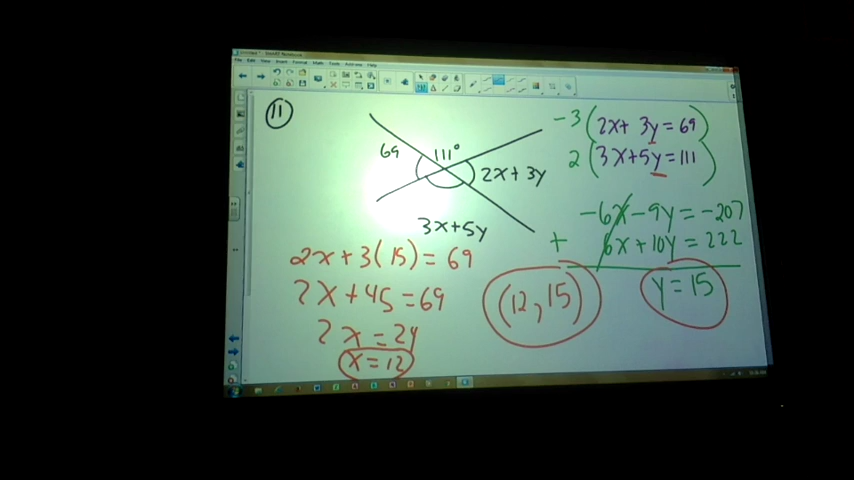 11
69
111°
2x+3y
3x+5y
-3(2x+ 3y=69)
2(3x+5y=111)
-6x-9y=-207
+ 6x+10y=222
y=15
2x+3(15)=69
2x+45=69
2x=24
x=12
(12,15)